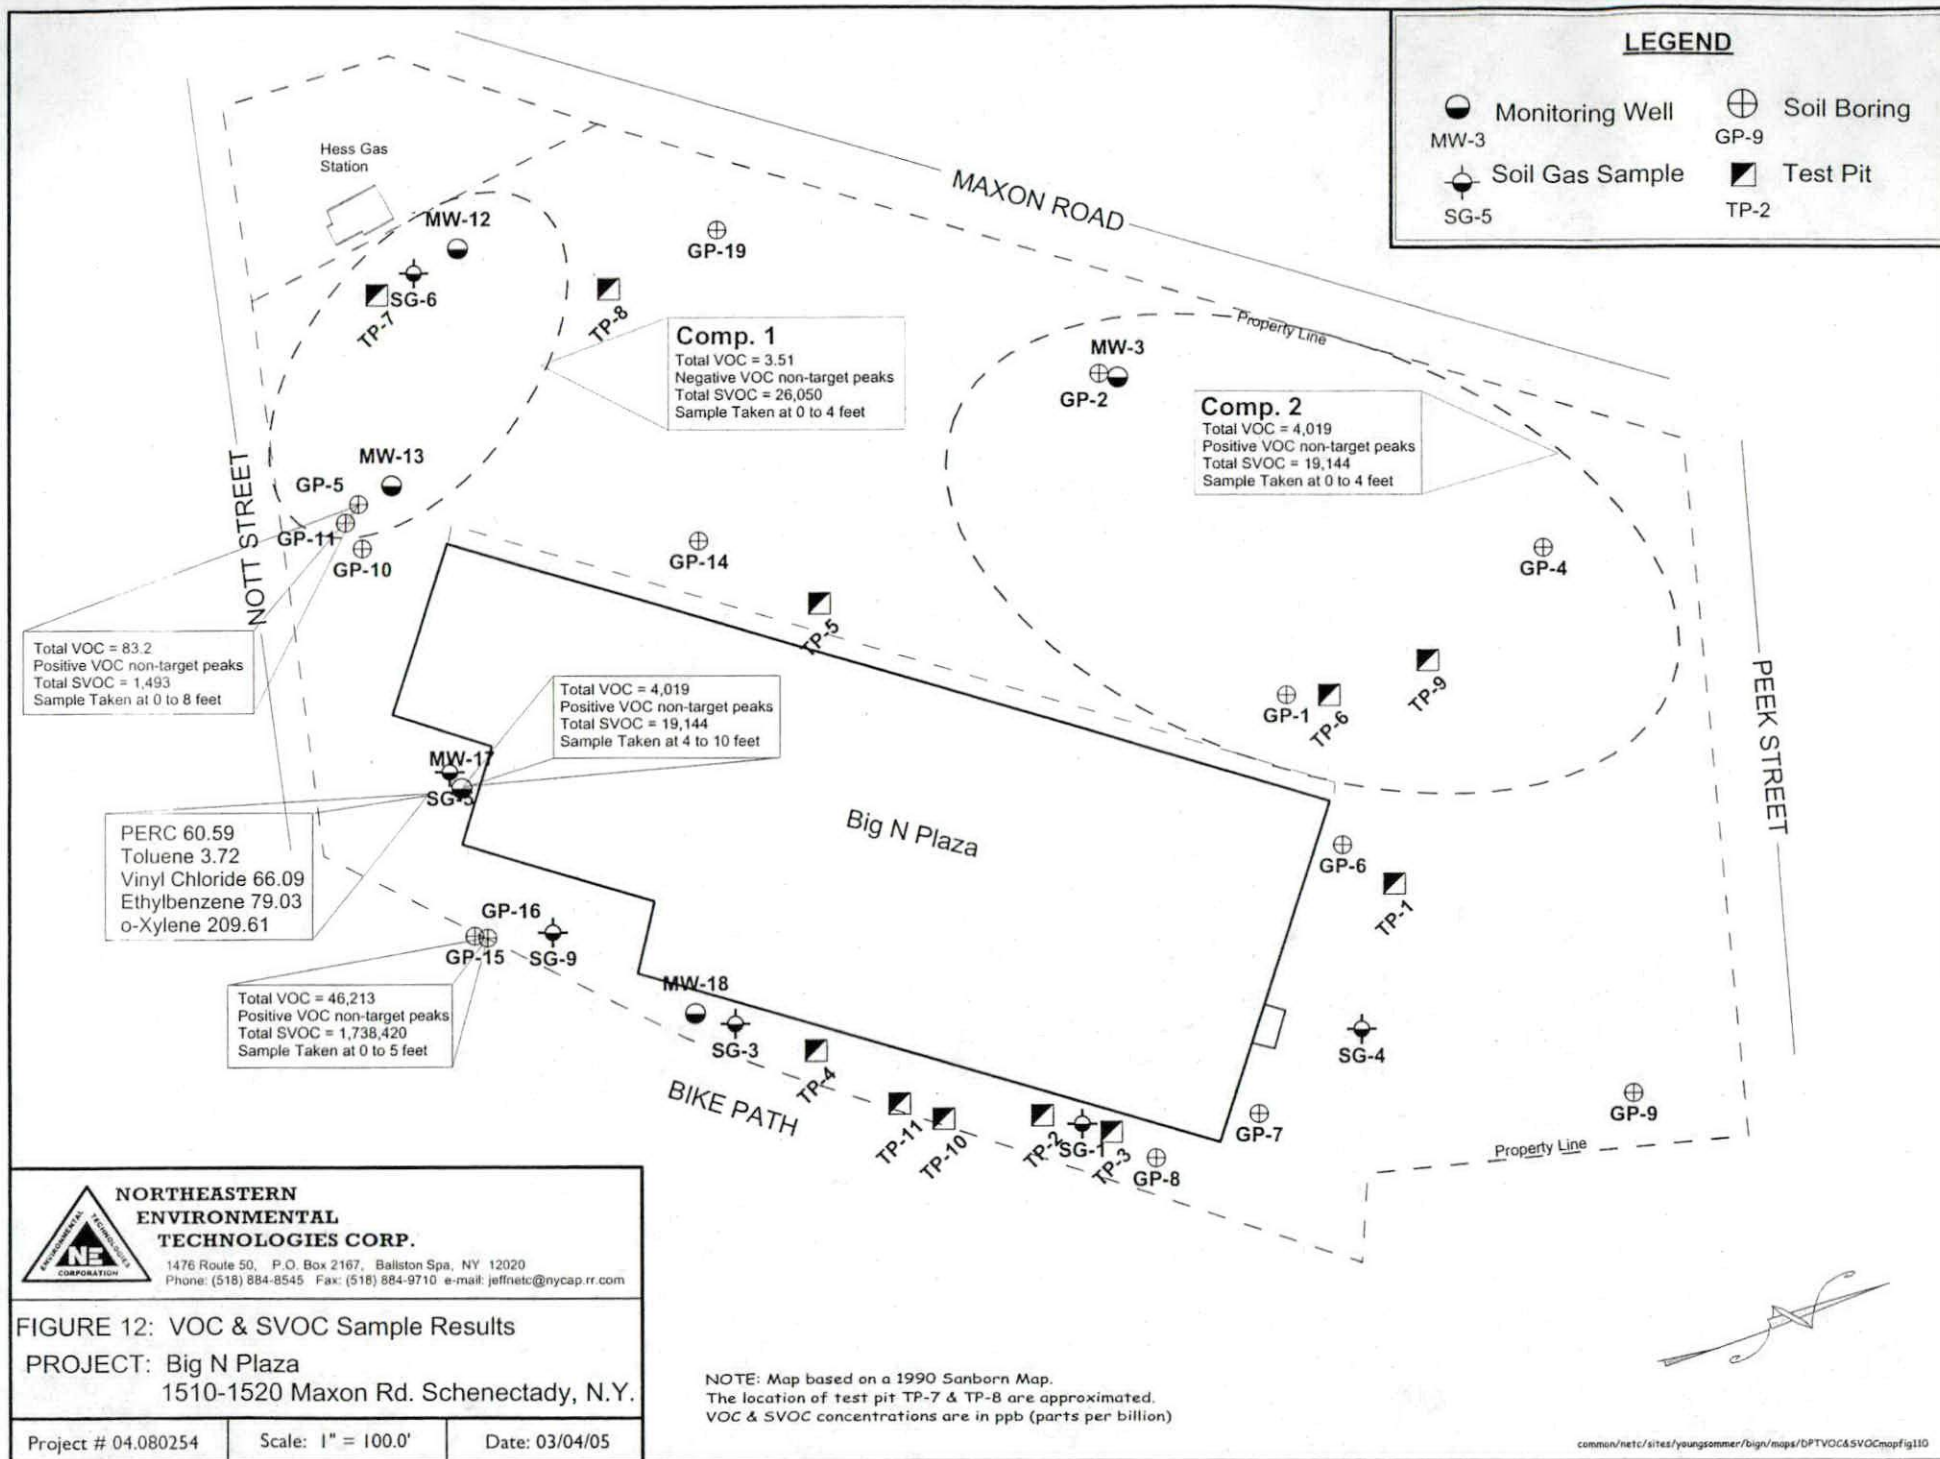 LEGEND
Monitoring Well
MW-3
Soil Boring
GP-9
Soil Gas Sample
SG-5
Test Pit
TP-2
MAXON ROAD
Hess Gas
Station
MW-12
SG-6
TP-7
TP-8
GP-19
Comp. 1
Total VOC = 3.51
Negative VOC non-target peaks
Total SVOC = 26,050
Sample Taken at 0 to 4 feet
Property Line
MW-3
GP-2
Comp. 2
Total VOC = 4,019
Positive VOC non-target peaks
Total SVOC = 19,144
Sample Taken at 0 to 4 feet
NOTT STREET
MW-13
GP-5
GP-11
GP-10
GP-14
GP-4
TP-5
TP-9
GP-1
TP-6
PEEK STREET
Total VOC = 83.2
Positive VOC non-target peaks
Total SVOC = 1,493
Sample Taken at 0 to 8 feet
Total VOC = 4,019
Positive VOC non-target peaks
Total SVOC = 19,144
Sample Taken at 4 to 10 feet
MW-17
SG-5
PERC 60.59
Toluene 3.72
Vinyl Chloride 66.09
Ethylbenzene 79.03
o-Xylene 209.61
Big N Plaza
GP-6
TP-1
GP-16
GP-15
SG-9
Total VOC = 46,213
Positive VOC non-target peaks
Total SVOC = 1,738,420
Sample Taken at 0 to 5 feet
MW-18
SG-3
TP-4
SG-4
BIKE PATH
TP-11
TP-10
TP-2
SG-1
TP-3
GP-8
GP-7
GP-9
Property Line
NORTHEASTERN
ENVIRONMENTAL
TECHNOLOGIES CORP.
ENVIRONMENTAL
TECHNOLOGIES
NE
CORPORATION
1476 Route 50, P.O. Box 2167, Ballston Spa, NY 12020
Phone: (518) 884-8545 Fax: (518) 884-9710 e-mail: jeffnetc@nycap.rr.com
FIGURE 12: VOC & SVOC Sample Results
PROJECT: Big N Plaza
1510-1520 Maxon Rd. Schenectady, N.Y.
Project # 04.080254
Scale: 1" = 100.0'
Date: 03/04/05
NOTE: Map based on a 1990 Sanborn Map.
The location of test pit TP-7 & TP-8 are approximated.
VOC & SVOC concentrations are in ppb (parts per billion)
common/netc/sites/youngsommer/bign/maps/DPTVOC&SVOCmapfig110